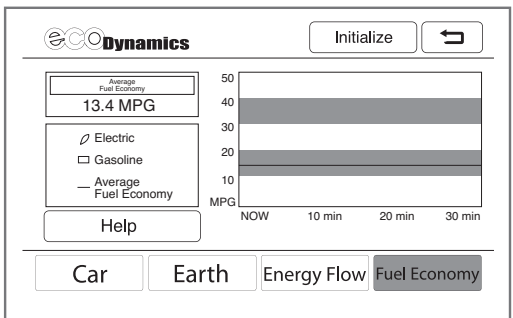 ecoDynamics
Initialize
Average
Fuel Economy
13.4 MPG
Electric
Gasoline
Average
Fuel Economy
Help
50
40
30
20
10
MPG
NOW 10 min 20 min 30 min
Car Earth Energy Flow Fuel Economy